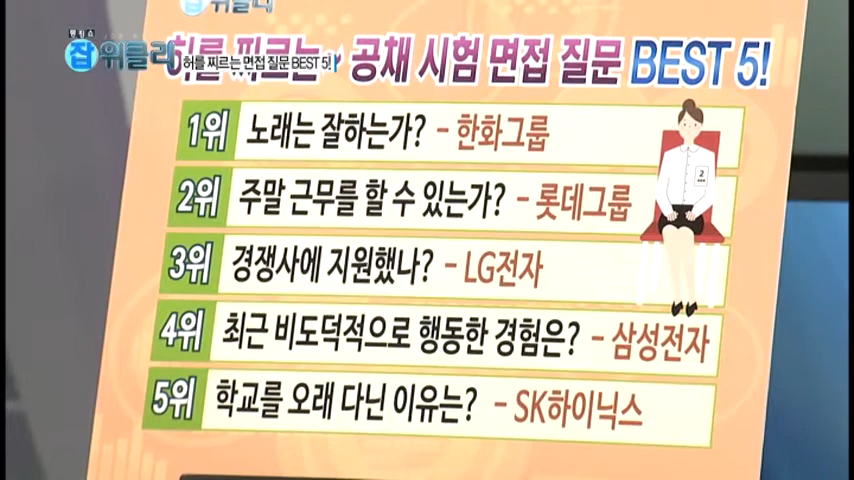 잡 위클리
잡 위클리
허를 찌르는 면접 질문 BEST 5!
허를 찌르는 공채 시험 면접 질문 BEST 5!
1위 노래는 잘하는가? - 한화그룹
2위 주말 근무를 할 수 있는가? - 롯데그룹
3위 경쟁사에 지원했나? - LG전자
4위 최근 비도덕적으로 행동한 경험은? - 삼성전자
5위 학교를 오래 다닌 이유는? - SK하이닉스
2